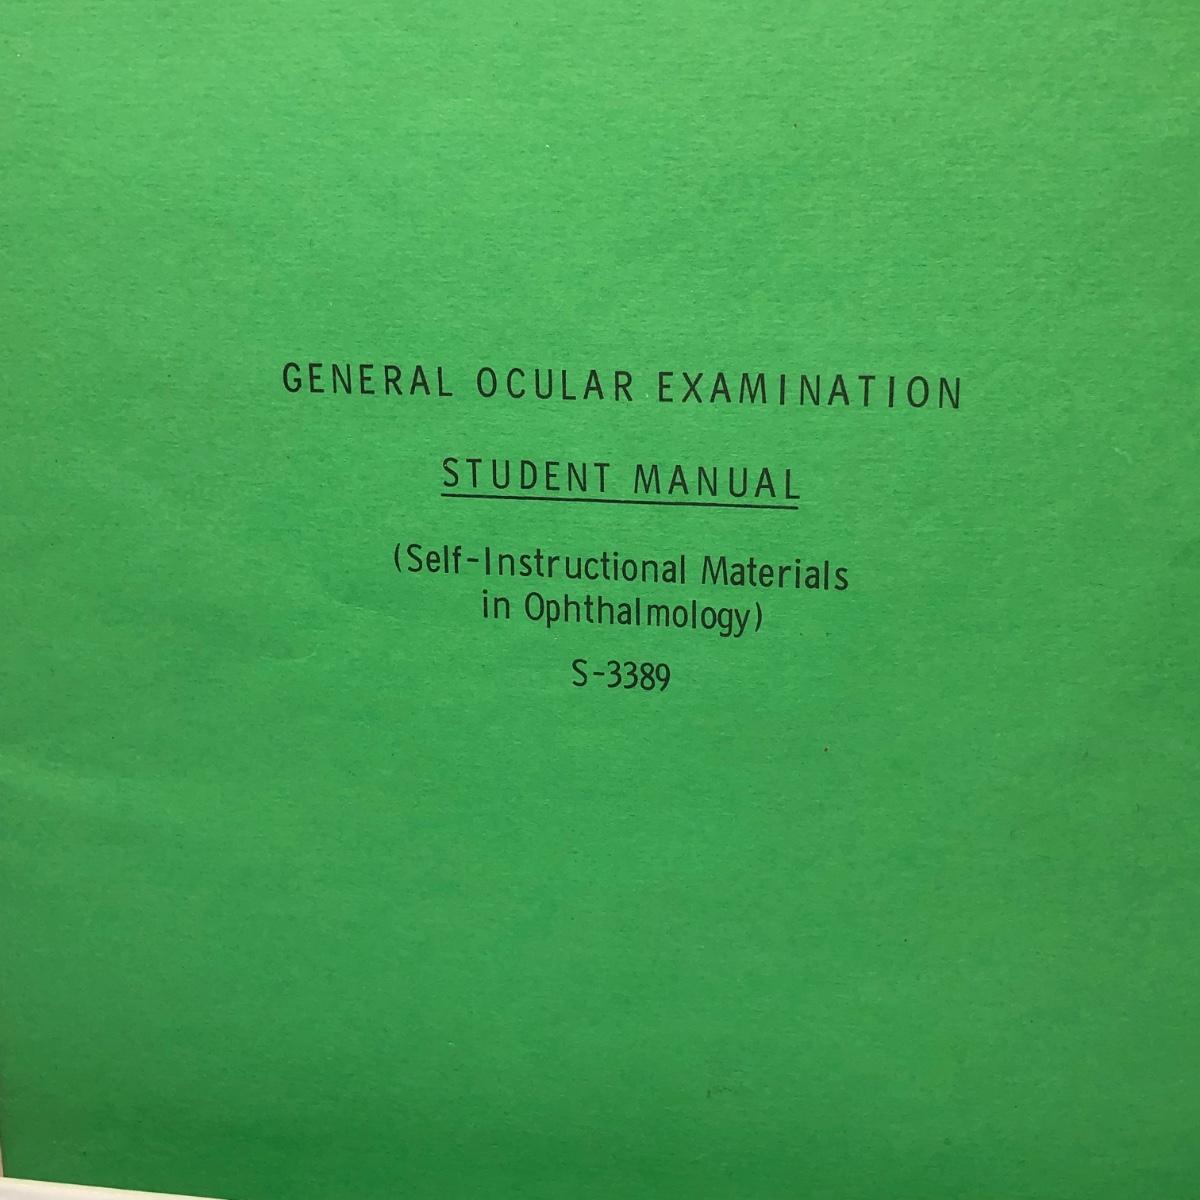 GENERAL OCULAR EXAMINATION
STUDENT MANUAL
(Self-Instructional Materials
in Ophthalmology)
S-3389